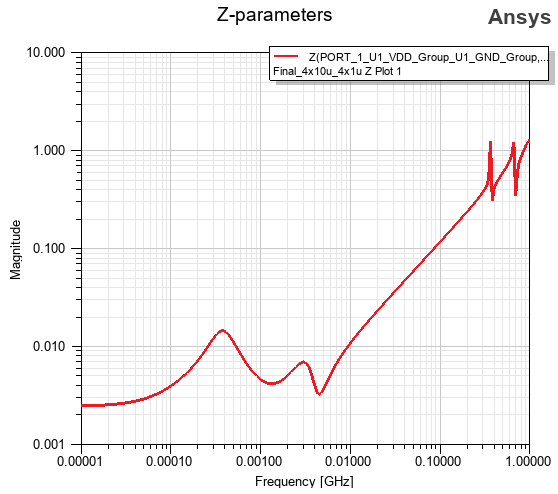 Z-parameters
Ansys
Z(PORT_1_U1_VDD_Group_U1_GND_Group,...
Final_4x10u_4x1u Z Plot 1
10.000
1.000
0.100
0.010
0.001
Magnitude
0.00001 0.00010 0.00100 0.01000 0.10000 1.00000
Frequency [GHz]